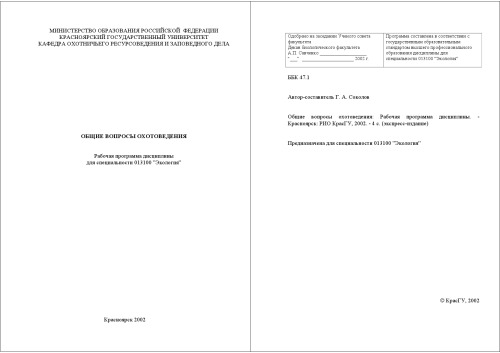 МИНИСТЕРСТВО ОБРАЗОВАНИЯ РОССИЙСКОЙ ФЕДЕРАЦИИ
КРАСНОЯРСКИЙ ГОСУДАРСТВЕННЫЙ УНИВЕРСИТЕТ
КАФЕДРА ОХОТНИЧЬЕГО РЕСУРСОВЕДЕНИЯ И ЗАПОВЕДНОГО ДЕЛА
ОБЩИЕ ВОПРОСЫ ОХОТОВЕДЕНИЯ
Рабочая программа дисциплины
для специальности 013100 "Экология"
Красноярск 2002
Одобрено на заседании Ученого совета
факультета
Декан Биологического факультета
А.П. Савченко ____________________
"___" ____________________ 2002 г.
Программа составлена в соответствии с
государственным образовательным
стандартом высшего профессионального
образования дисциплины для
специальности 013100 "Экология"
ББК 47.1
Автор-составитель Г. А. Соколов
Общие вопросы охотоведения: Рабочая программа дисциплины. -
Красноярск: РИО КрасГУ, 2002. - 4 с. (экспресс-издание)
Предназначена для специальности 013100 "Экология"
© КрасГУ, 2002